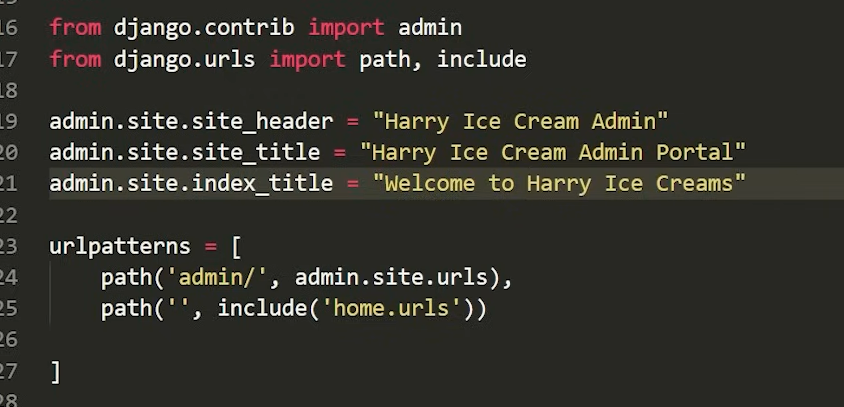 16 from django.contrib import admin
17 from django.urls import path, include
18
19 admin.site.site_header = "Harry Ice Cream Admin"
20 admin.site.site_title = "Harry Ice Cream Admin Portal"
21 admin.site.index_title = "Welcome to Harry Ice Creams"
22
23 urlpatterns = [
24     path('admin/', admin.site.urls),
25     path('', include('home.urls'))
26
27 ]
28